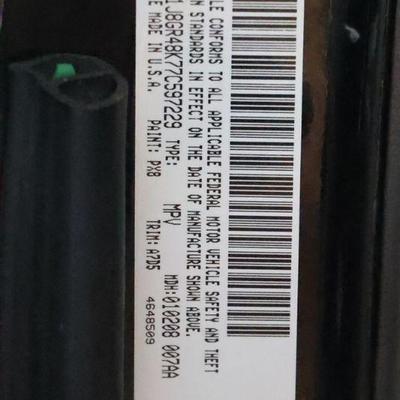 LE CONFORMS TO ALL APPLICABLE FEDERAL MOTOR VEHICLE SAFETY AND THEFT
N STANDARDS IN EFFECT ON THE DATE OF MANUFACTURE SHOWN ABOVE.
1J8GR48K77C597229 TYPE: MPV MDH:010208 007AA
E MADE IN U.S.A. PAINT: PX8 TRIM: A7D5 4648509